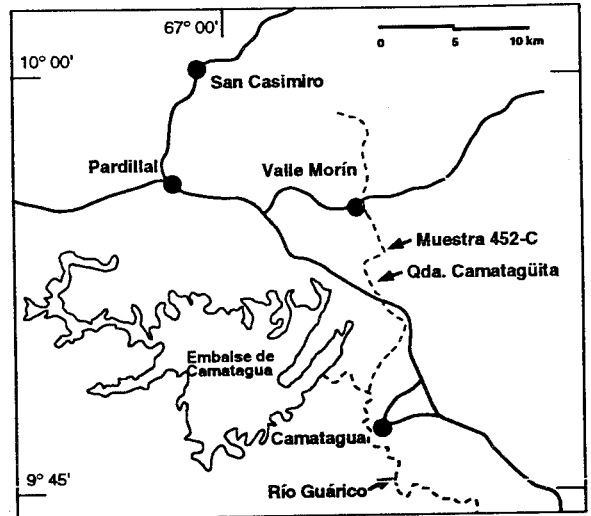 67° 00'
10° 00'
0 5 10 km
San Casimiro
Pardillal
Valle Morín
Muestra 452-C
Qda. Camatagüita
Embalse de
Camatagua
Camatagua
9° 45'
Río Guárico